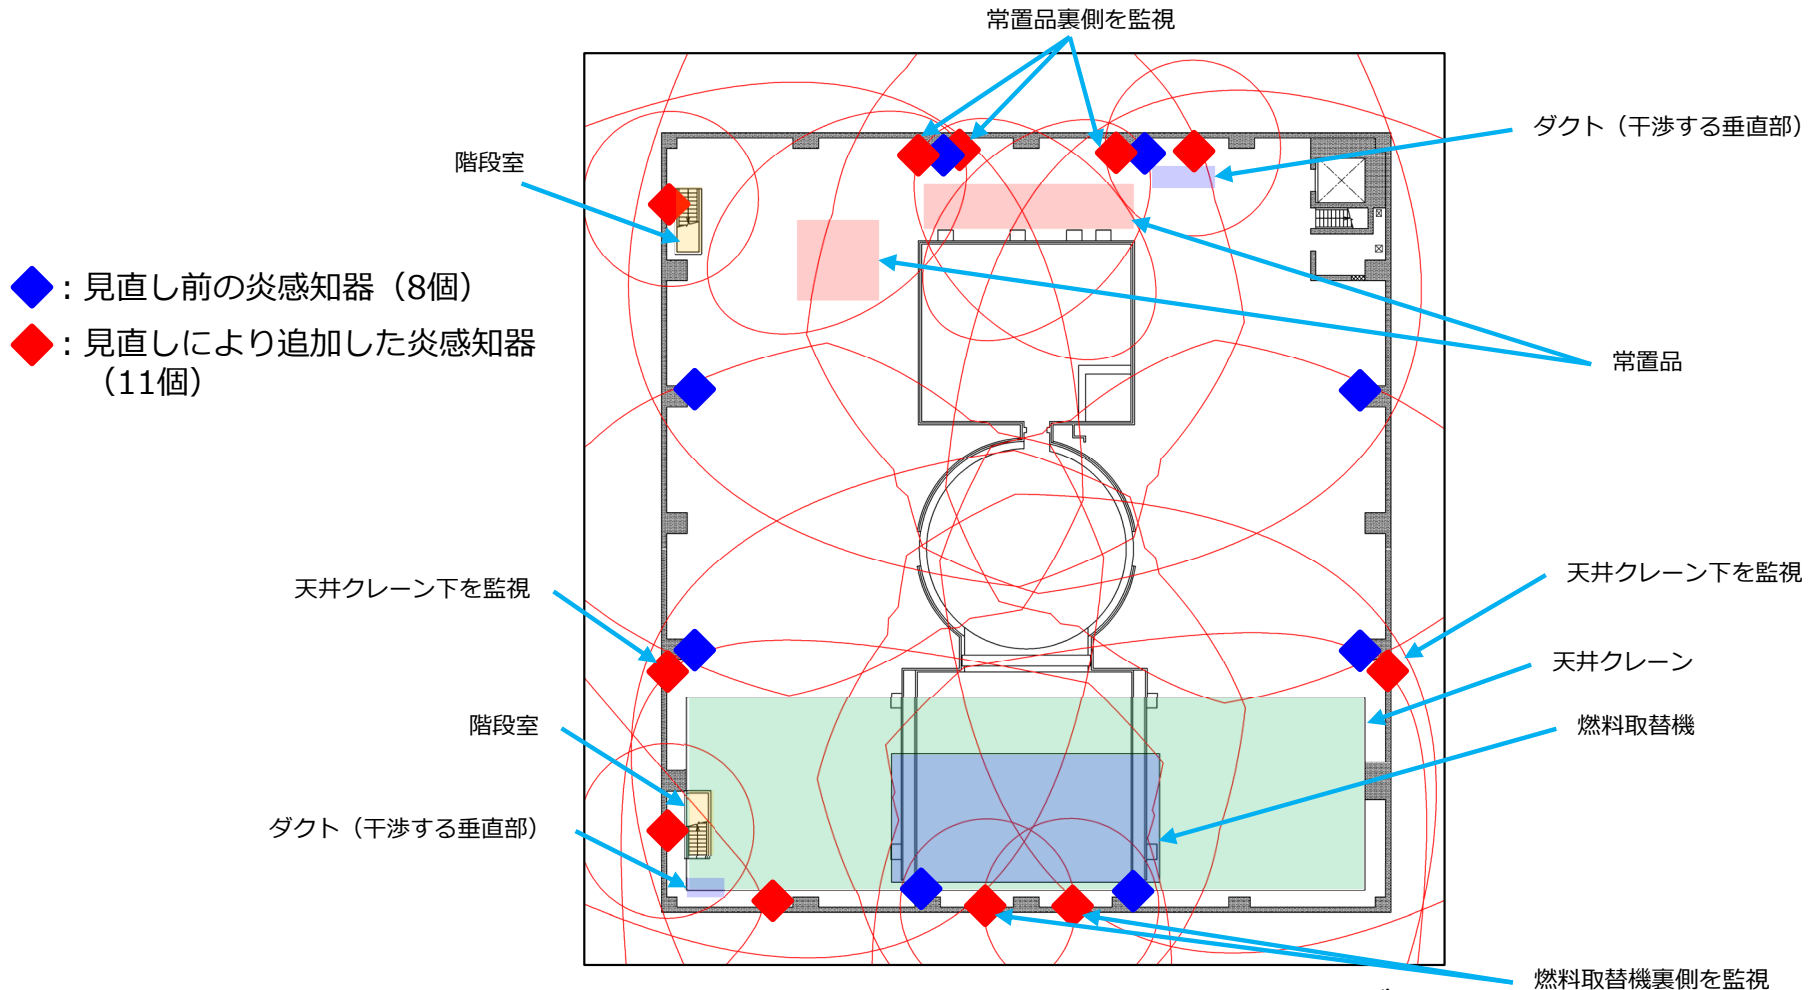 常置品裏側を監視
ダクト（干渉する垂直部）
階段室
：見直し前の炎感知器（8個）
：見直しにより追加した炎感知器
（11個）
常置品
天井クレーン下を監視
天井クレーン下を監視
天井クレーン
階段室
燃料取替機
ダクト（干渉する垂直部）
燃料取替機裏側を監視